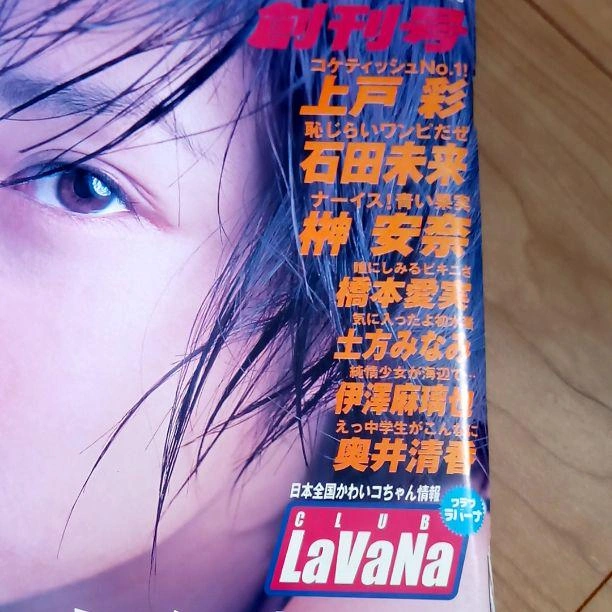 創刊号
コケティッシュNo.1!
上戸 彩
恥じらいワンピだぜ
石田未来
ナーイス!青い果実
榊 安奈
瞳にしみるビキニさ
橋本愛実
気に入ったよ初水着
土方みなみ
純情少女が海辺で…
伊澤麻璃也
えっ中学生がこんなに
奥井清香
日本全国かわいコちゃん情報
クラブ
ラバーナ
CLUB
LaVaNa